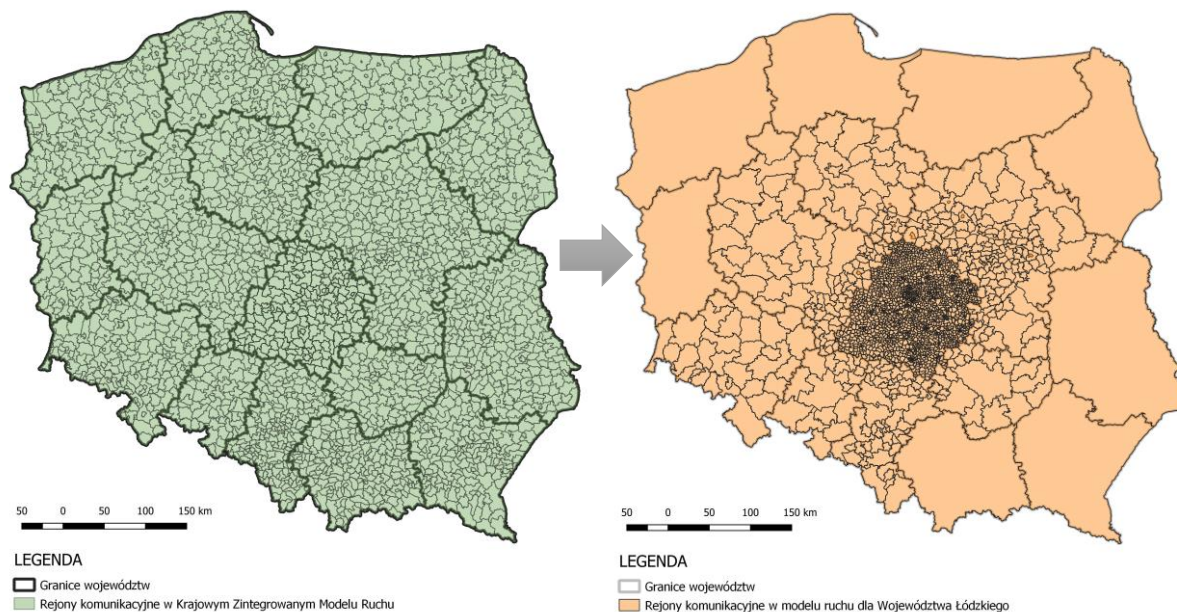 50 0 50 100 150 km
LEGENDA
Granice województw
Rejony komunikacyjne w Krajowym Zintegrowanym Modelu Ruchu
50 0 50 100 150 km
LEGENDA
Granice województw
Rejony komunikacyjne w modelu ruchu dla Województwa Łódzkiego